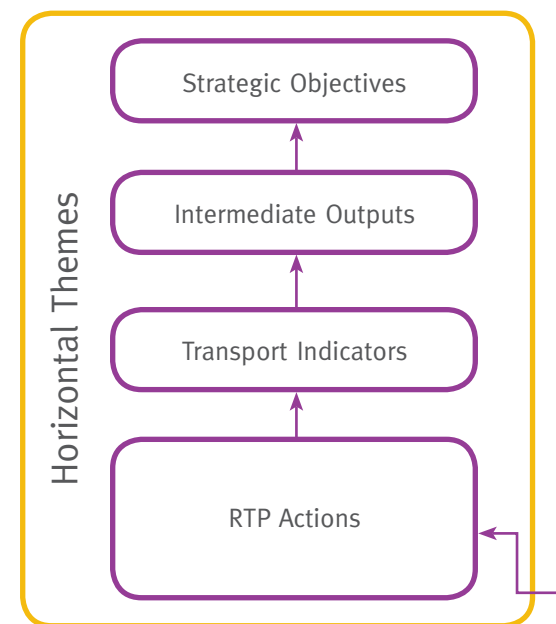 Horizontal Themes
Strategic Objectives
Intermediate Outputs
Transport Indicators
RTP Actions